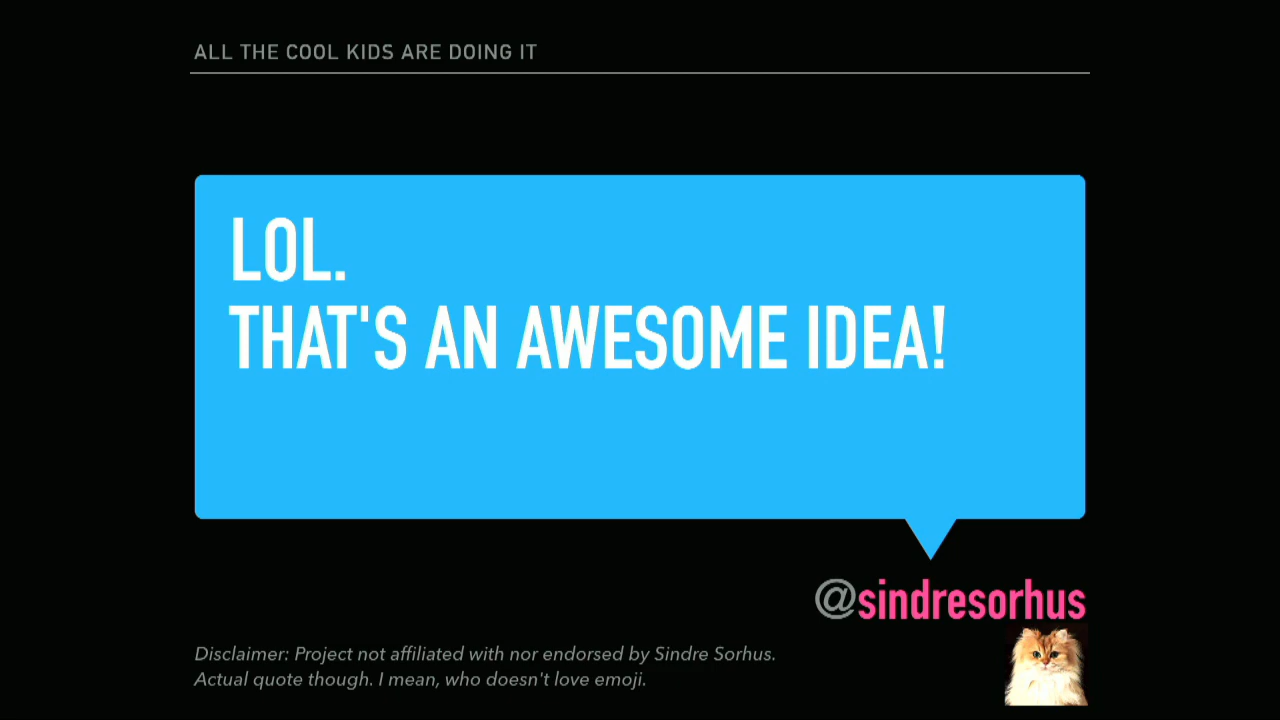 ALL THE COOL KIDS ARE DOING IT
LOL.
THAT'S AN AWESOME IDEA!
@sindresorhus
Disclaimer: Project not affiliated with nor endorsed by Sindre Sorhus.
Actual quote though. I mean, who doesn't love emoji.